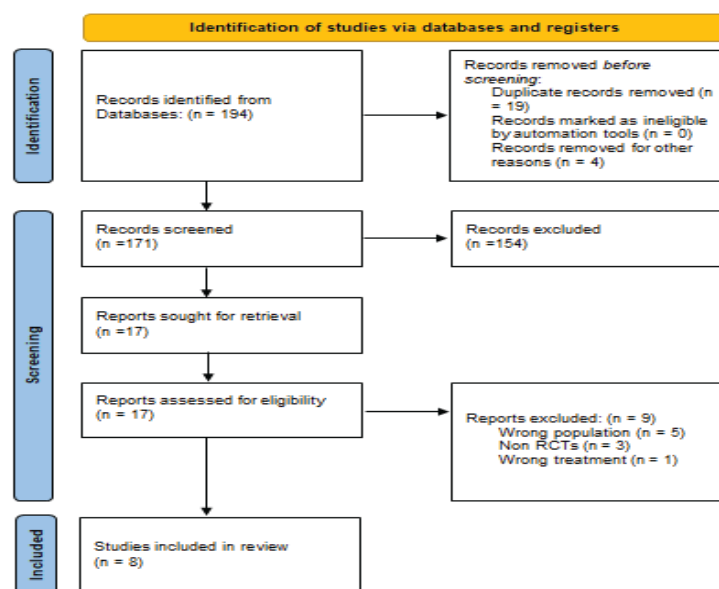 Identification of studies via databases and registers
Identification
Records identified from
Databases: (n = 194)
Records removed before
screening:
Duplicate records removed (n
= 19)
Records marked as ineligible
by automation tools (n = 0)
Records removed for other
reasons (n = 4)
Screening
Records screened
(n =171)
Records excluded
(n =154)
Reports sought for retrieval
(n =17)
Reports assessed for eligibility
(n = 17)
Reports excluded: (n = 9)
Wrong population (n = 5)
Non RCTs (n = 3)
Wrong treatment (n = 1)
Included
Studies included in review
(n = 8)